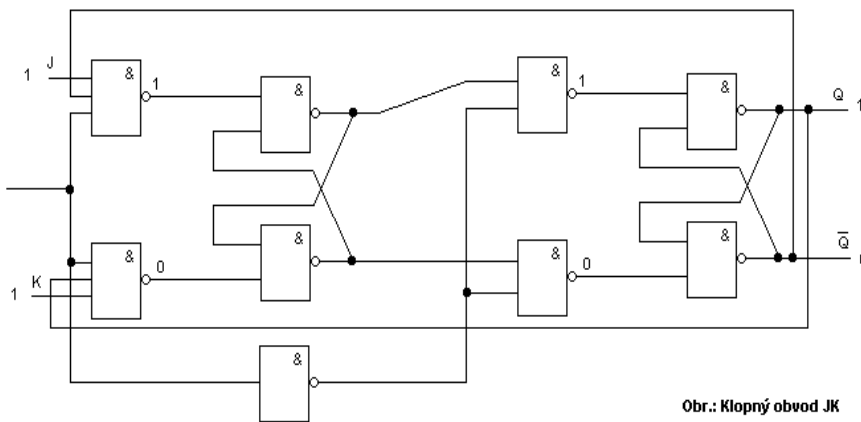 & & & &
1 J 1 1 Q 1
& & & &
Q
1 K 0 0
&
Obr.: Klopný obvod JK